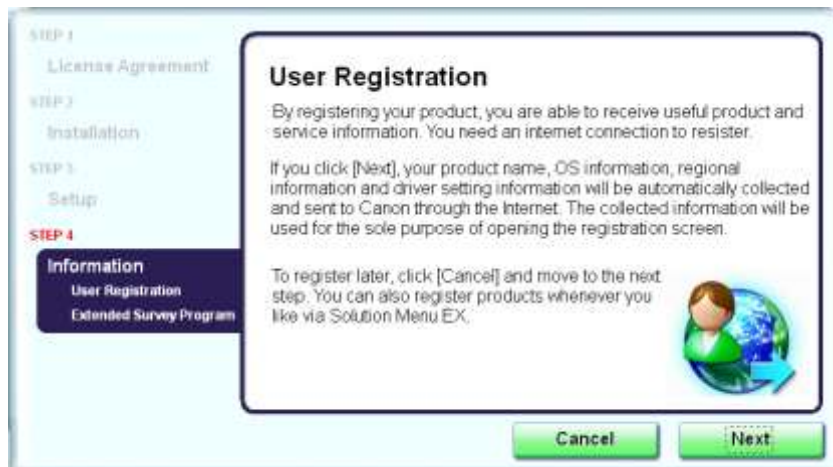 STEP 1
License Agreement
STEP 2
Installation
STEP 3
Setup
STEP 4
Information
User Registration
Extended Survey Program
User Registration
By registering your product, you are able to receive useful product and
service information. You need an internet connection to resister.
If you click [Next], your product name, OS information, regional
information and driver setting information will be automatically collected
and sent to Canon through the Internet. The collected information will be
used for the sole purpose of opening the registration screen.
To register later, click [Cancel] and move to the next
step. You can also register products whenever you
like via Solution Menu EX.
Cancel
Next